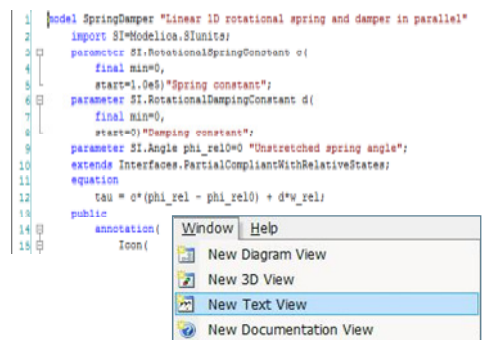 1 model SpringDamper "Linear 1D rotational spring and damper in parallel"
2 import SI=Modelica.SIunits;
3 parameter SI.RotationalSpringConstant c(
4 final min=0,
5 start=1.0e5)"Spring constant";
6 parameter SI.RotationalDampingConstant d(
7 final min=0,
8 start=0)"Damping constant";
9 parameter SI.Angle phi_rel0=0 "Unstretched spring angle";
10 extends Interfaces.PartialCompliantWithRelativeStates;
11 equation
12 tau = c*(phi_rel - phi_rel0) + d*w_rel;
13 public
14 annotation(
15 Icon(
Window Help
New Diagram View
New 3D View
New Text View
New Documentation View